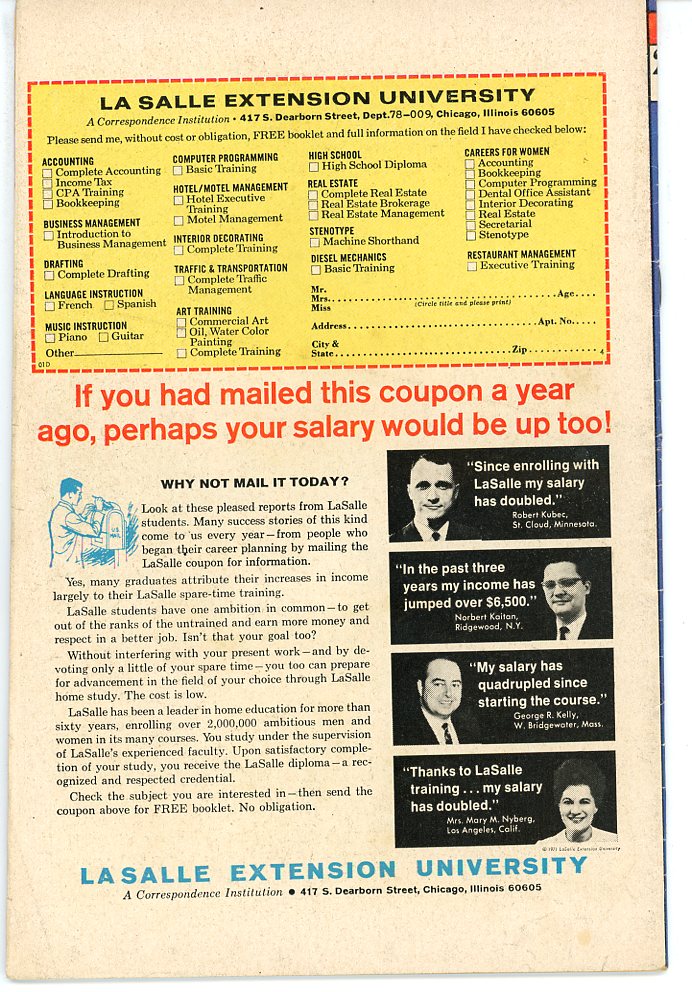 LA SALLE EXTENSION UNIVERSITY
A Correspondence Institution • 417 S. Dearborn Street, Dept.78-009, Chicago, Illinois 60605
Please send me, without cost or obligation, FREE booklet and full information on the field I have checked below:
ACCOUNTING
Complete Accounting
Income Tax
CPA Training
Bookkeeping
BUSINESS MANAGEMENT
Introduction to
Business Management
DRAFTING
Complete Drafting
LANGUAGE INSTRUCTION
French Spanish
MUSIC INSTRUCTION
Piano Guitar
Other
01D
COMPUTER PROGRAMMING
Basic Training
HOTEL/MOTEL MANAGEMENT
Hotel Executive
Training
Motel Management
INTERIOR DECORATING
Complete Training
TRAFFIC & TRANSPORTATION
Complete Traffic
Management
ART TRAINING
Commercial Art
Oil, Water Color
Painting
Complete Training
HIGH SCHOOL
High School Diploma
REAL ESTATE
Complete Real Estate
Real Estate Brokerage
Real Estate Management
STENOTYPE
Machine Shorthand
DIESEL MECHANICS
Basic Training
CAREERS FOR WOMEN
Accounting
Bookkeeping
Computer Programming
Dental Office Assistant
Interior Decorating
Real Estate
Secretarial
Stenotype
RESTAURANT MANAGEMENT
Executive Training
Mr.
Mrs. Age
Miss (Circle title and please print)
Address Apt. No.
City &
State Zip 4
If you had mailed this coupon a year
ago, perhaps your salary would be up too!
WHY NOT MAIL IT TODAY?
U.S.
MAIL
Look at these pleased reports from LaSalle
students. Many success stories of this kind
come to us every year—from people who
began their career planning by mailing the
LaSalle coupon for information.
Yes, many graduates attribute their increases in income
largely to their LaSalle spare-time training.
LaSalle students have one ambition in common—to get
out of the ranks of the untrained and earn more money and
respect in a better job. Isn't that your goal too?
Without interfering with your present work—and by de-
voting only a little of your spare time—you too can prepare
for advancement in the field of your choice through LaSalle
home study. The cost is low.
LaSalle has been a leader in home education for more than
sixty years, enrolling over 2,000,000 ambitious men and
women in its many courses. You study under the supervision
of LaSalle's experienced faculty. Upon satisfactory comple-
tion of your study, you receive the LaSalle diploma—a rec-
ognized and respected credential.
Check the subject you are interested in—then send the
coupon above for FREE booklet. No obligation.
"Since enrolling with
LaSalle my salary
has doubled."
Robert Kubec,
St. Cloud, Minnesota.
"In the past three
years my income has
jumped over $6,500."
Norbert Kaitan,
Ridgewood, N.Y.
"My salary has
quadrupled since
starting the course."
George R. Kelly,
W. Bridgewater, Mass.
"Thanks to LaSalle
training . . . my salary
has doubled."
Mrs. Mary M. Nyberg,
Los Angeles, Calif.
© 1971 LaSalle Extension University
LA SALLE EXTENSION UNIVERSITY
A Correspondence Institution • 417 S. Dearborn Street, Chicago, Illinois 60605